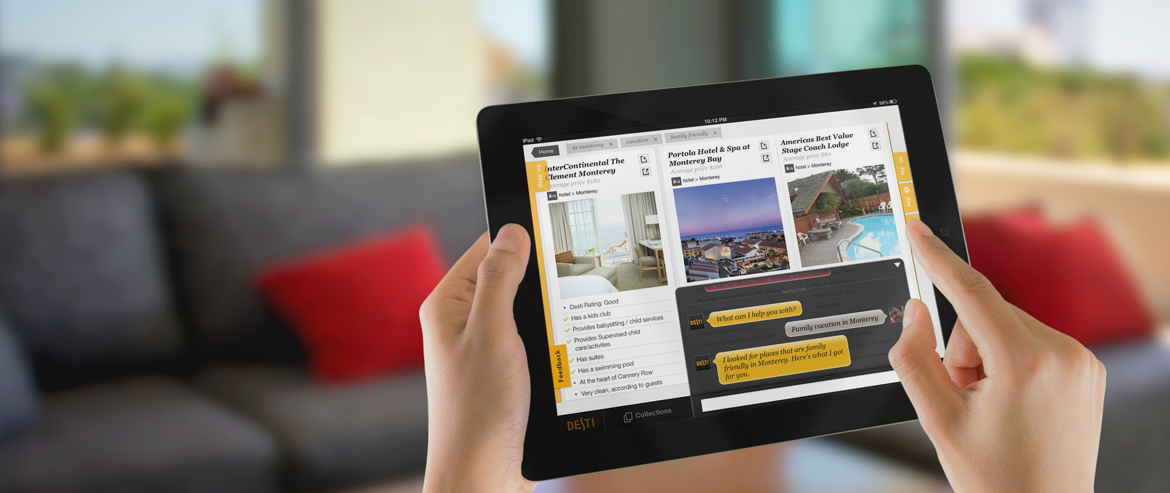 iPad
10:12 PM
56%
Home
in monterey ×
vacation ×
family friendly ×
InterContinental The
Clement Monterey
Average price $180
hotel > Monterey
Portola Hotel & Spa at
Monterey Bay
Average price $166
hotel > Monterey
Americas Best Value
Stage Coach Lodge
Average price $60
hotel > Monterey
• Desti Rating: Good
Has a kids club
Provides babysitting / child services
Provides Supervised child
care/activities
Has suites
Has a swimming pool
• At the heart of Cannery Row
• Very clean, according to guests
Feedback
DESTI
What can I help you with?
Family vacation in Monterey
DESTI
I looked for places that are family
friendly in Monterey. Here's what I got
for you.
DESTI
Collections